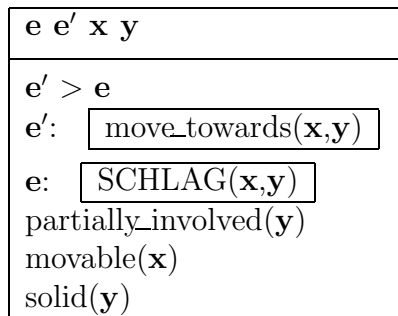 e e′ x y
e′ > e
e′: move_towards(x,y)
e: SCHLAG(x,y)
partially_involved(y)
movable(x)
solid(y)